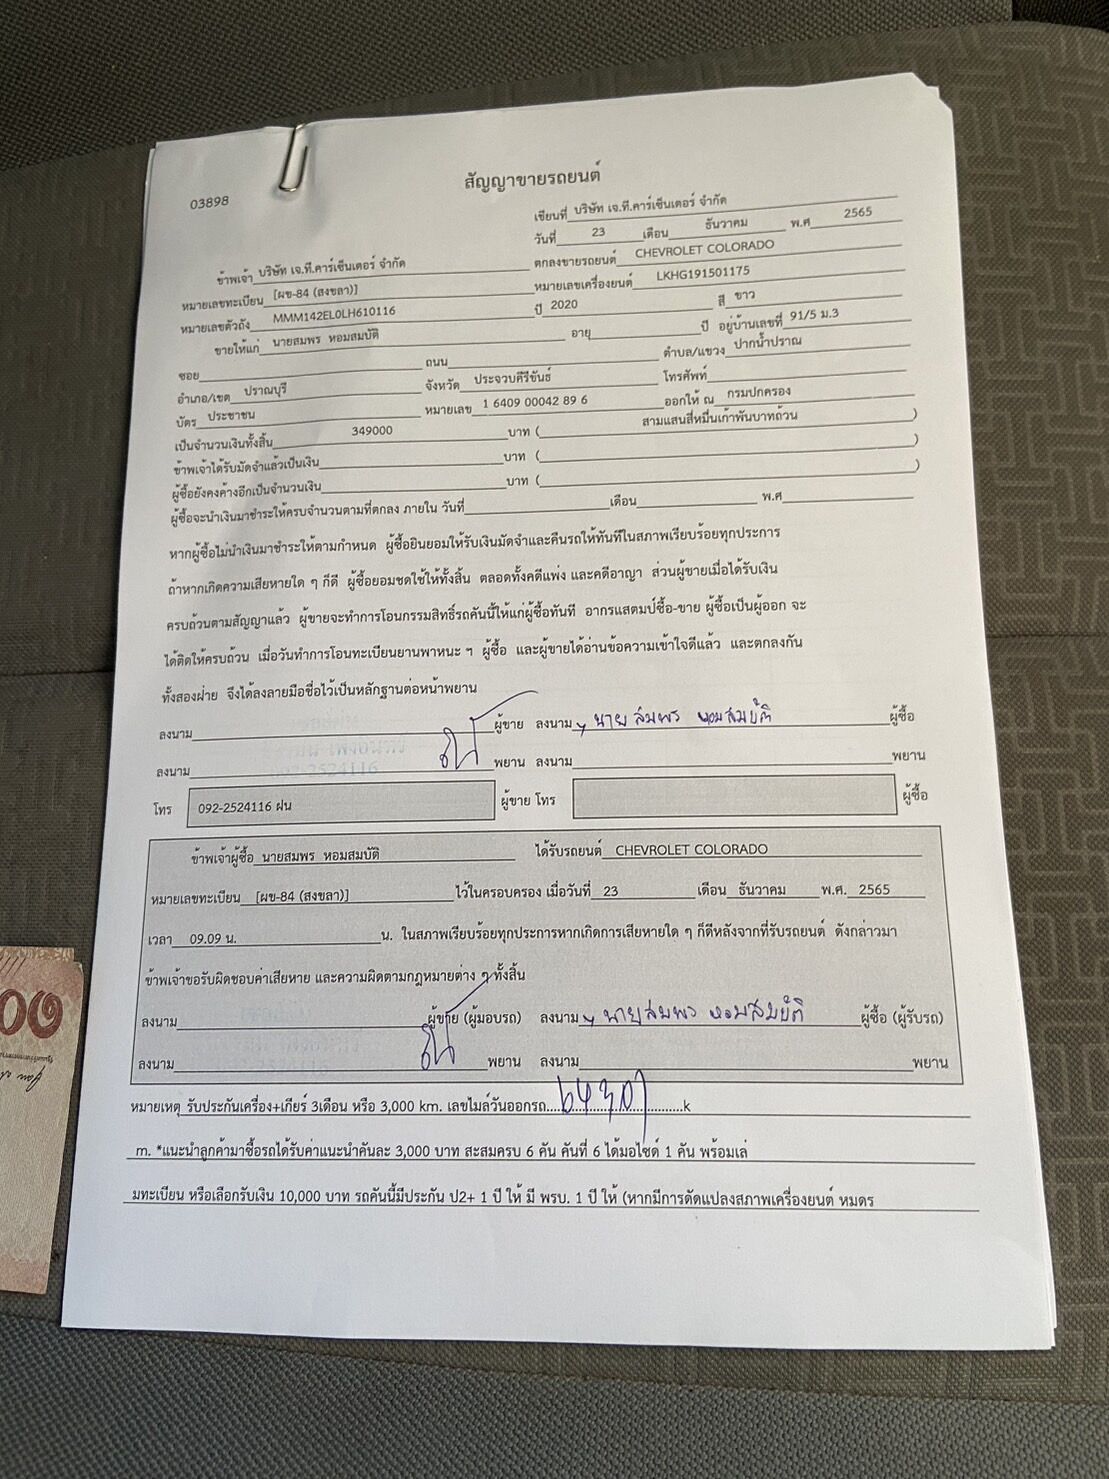 สัญญาขายรถยนต์
03898
เขียนที่ บริษัท เจ.ที.คาร์เซ็นเตอร์ จำกัด
วันที่ 23 เดือน ธันวาคม พ.ศ 2565
ข้าพเจ้า บริษัท เจ.ที.คาร์เซ็นเตอร์ จำกัด ตกลงขายรถยนต์ CHEVROLET COLORADO
หมายเลขทะเบียน [ผข-84 (สงขลา)] หมายเลขเครื่องยนต์ LKHG191501175
หมายเลขตัวถัง MMM142EL0LH610116 ปี 2020 สี ขาว
ขายให้แก่ นายสมพร หอมสมบัติ อายุ ปี อยู่บ้านเลขที่ 91/5 ม.3
ซอย ถนน ตำบล/แขวง ปากน้ำปราณ
อำเภอ/เขต ปราณบุรี จังหวัด ประจวบคีรีขันธ์ โทรศัพท์
บัตร ประชาชน หมายเลข 1 6409 00042 89 6 ออกให้ ณ กรมปกครอง
เป็นจำนวนเงินทั้งสิ้น 349000 บาท ( สามแสนสี่หมื่นเก้าพันบาทถ้วน )
ข้าพเจ้าได้รับมัดจำแล้วเป็นเงิน บาท ( )
ผู้ซื้อยังคงค้างอีกเป็นจำนวนเงิน บาท ( )
ผู้ซื้อจะนำเงินมาชำระให้ครบจำนวนตามที่ตกลง ภายใน วันที่ เดือน พ.ศ
หากผู้ซื้อไม่นำเงินมาชำระให้ตามกำหนด ผู้ซื้อยินยอมให้รับเงินมัดจำและคืนรถให้ทันทีในสภาพเรียบร้อยทุกประการ
ถ้าหากเกิดความเสียหายใด ๆ ก็ดี ผู้ซื้อยอมชดใช้ให้ทั้งสิ้น ตลอดทั้งคดีแพ่ง และคดีอาญา ส่วนผู้ขายเมื่อได้รับเงิน
ครบถ้วนตามสัญญาแล้ว ผู้ขายจะทำการโอนกรรมสิทธิ์รถคันนี้ให้แก่ผู้ซื้อทันที อากรแสตมป์ซื้อ-ขาย ผู้ซื้อเป็นผู้ออก จะ
ได้ติดให้ครบถ้วน เมื่อวันทำการโอนทะเบียนยานพาหนะ ฯ ผู้ซื้อ และผู้ขายได้อ่านข้อความเข้าใจดีแล้ว และตกลงกัน
ทั้งสองฝ่าย จึงได้ลงลายมือชื่อไว้เป็นหลักฐานต่อหน้าพยาน
ลงนาม ผู้ขาย ลงนาม นายสมพร หอมสมบัติ ผู้ซื้อ
ลงนาม พยาน ลงนาม พยาน
โทร 092-2524116 ฝน ผู้ขาย โทร ผู้ซื้อ
ข้าพเจ้าผู้ซื้อ นายสมพร หอมสมบัติ ได้รับรถยนต์ CHEVROLET COLORADO
หมายเลขทะเบียน [ผข-84 (สงขลา)] ไว้ในครอบครอง เมื่อวันที่ 23 เดือน ธันวาคม พ.ศ. 2565
เวลา 09.09 น. น. ในสภาพเรียบร้อยทุกประการหากเกิดการเสียหายใด ๆ ก็ดีหลังจากที่รับรถยนต์ ดังกล่าวมา
ข้าพเจ้าขอรับผิดชอบค่าเสียหาย และความผิดตามกฎหมายต่าง ๆ ทั้งสิ้น
ลงนาม ผู้ขาย (ผู้มอบรถ) ลงนาม นายสมพร หอมสมบัติ ผู้ซื้อ (ผู้รับรถ)
ลงนาม พยาน ลงนาม พยาน
หมายเหตุ รับประกันเครื่อง+เกียร์ 3เดือน หรือ 3,000 km. เลขไมล์วันออกรถ....64307....k
m. *แนะนำลูกค้ามาซื้อรถได้รับค่าแนะนำคันละ 3,000 บาท สะสมครบ 6 คัน คันที่ 6 ได้มอไซด์ 1 คัน พร้อมเล่
มทะเบียน หรือเลือกรับเงิน 10,000 บาท รถคันนี้มีประกัน ป2+ 1 ปี ให้ มี พรบ. 1 ปี ให้ (หากมีการดัดแปลงสภาพเครื่องยนต์ หมดร